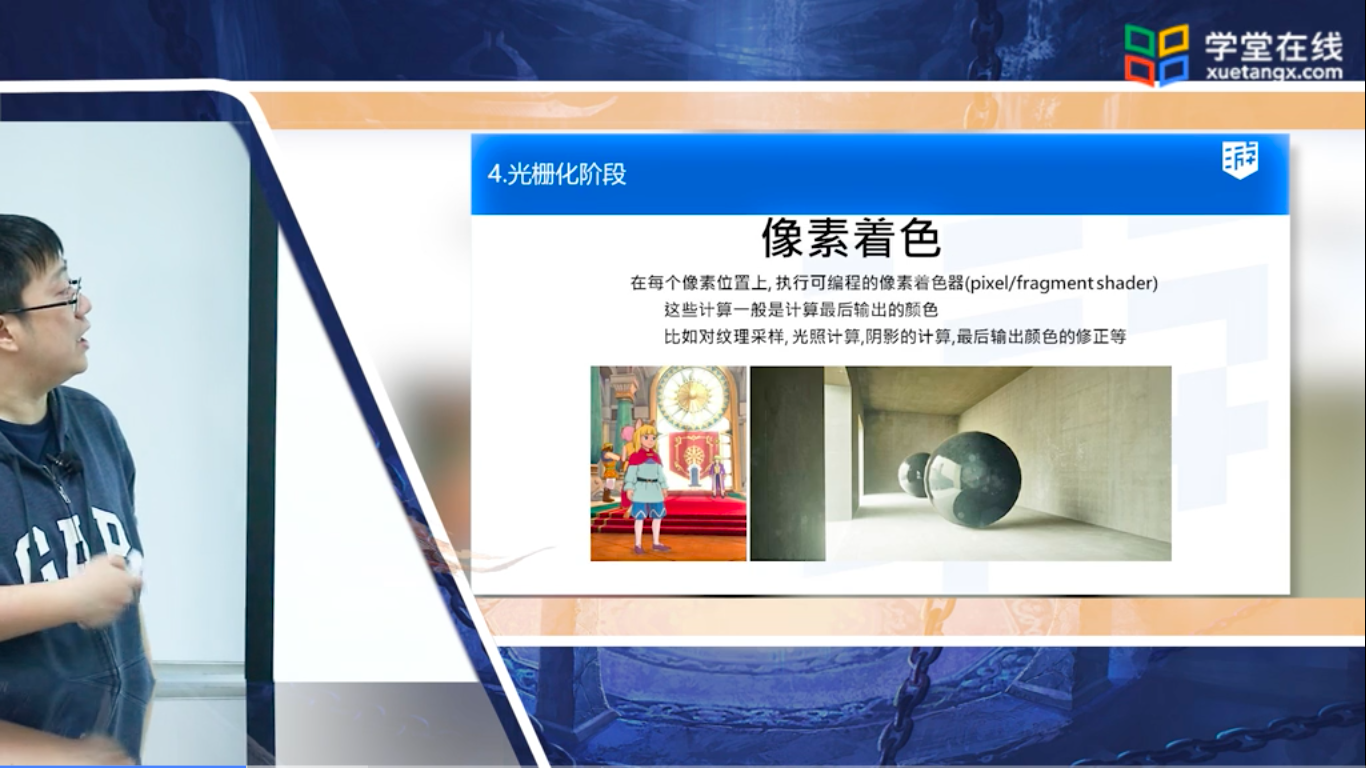 学堂在线
xuetangx.com
4.光栅化阶段
游
像素着色
在每个像素位置上, 执行可编程的像素着色器(pixel/fragment shader)
这些计算一般是计算最后输出的颜色
比如对纹理采样, 光照计算,阴影的计算,最后输出颜色的修正等
GAP